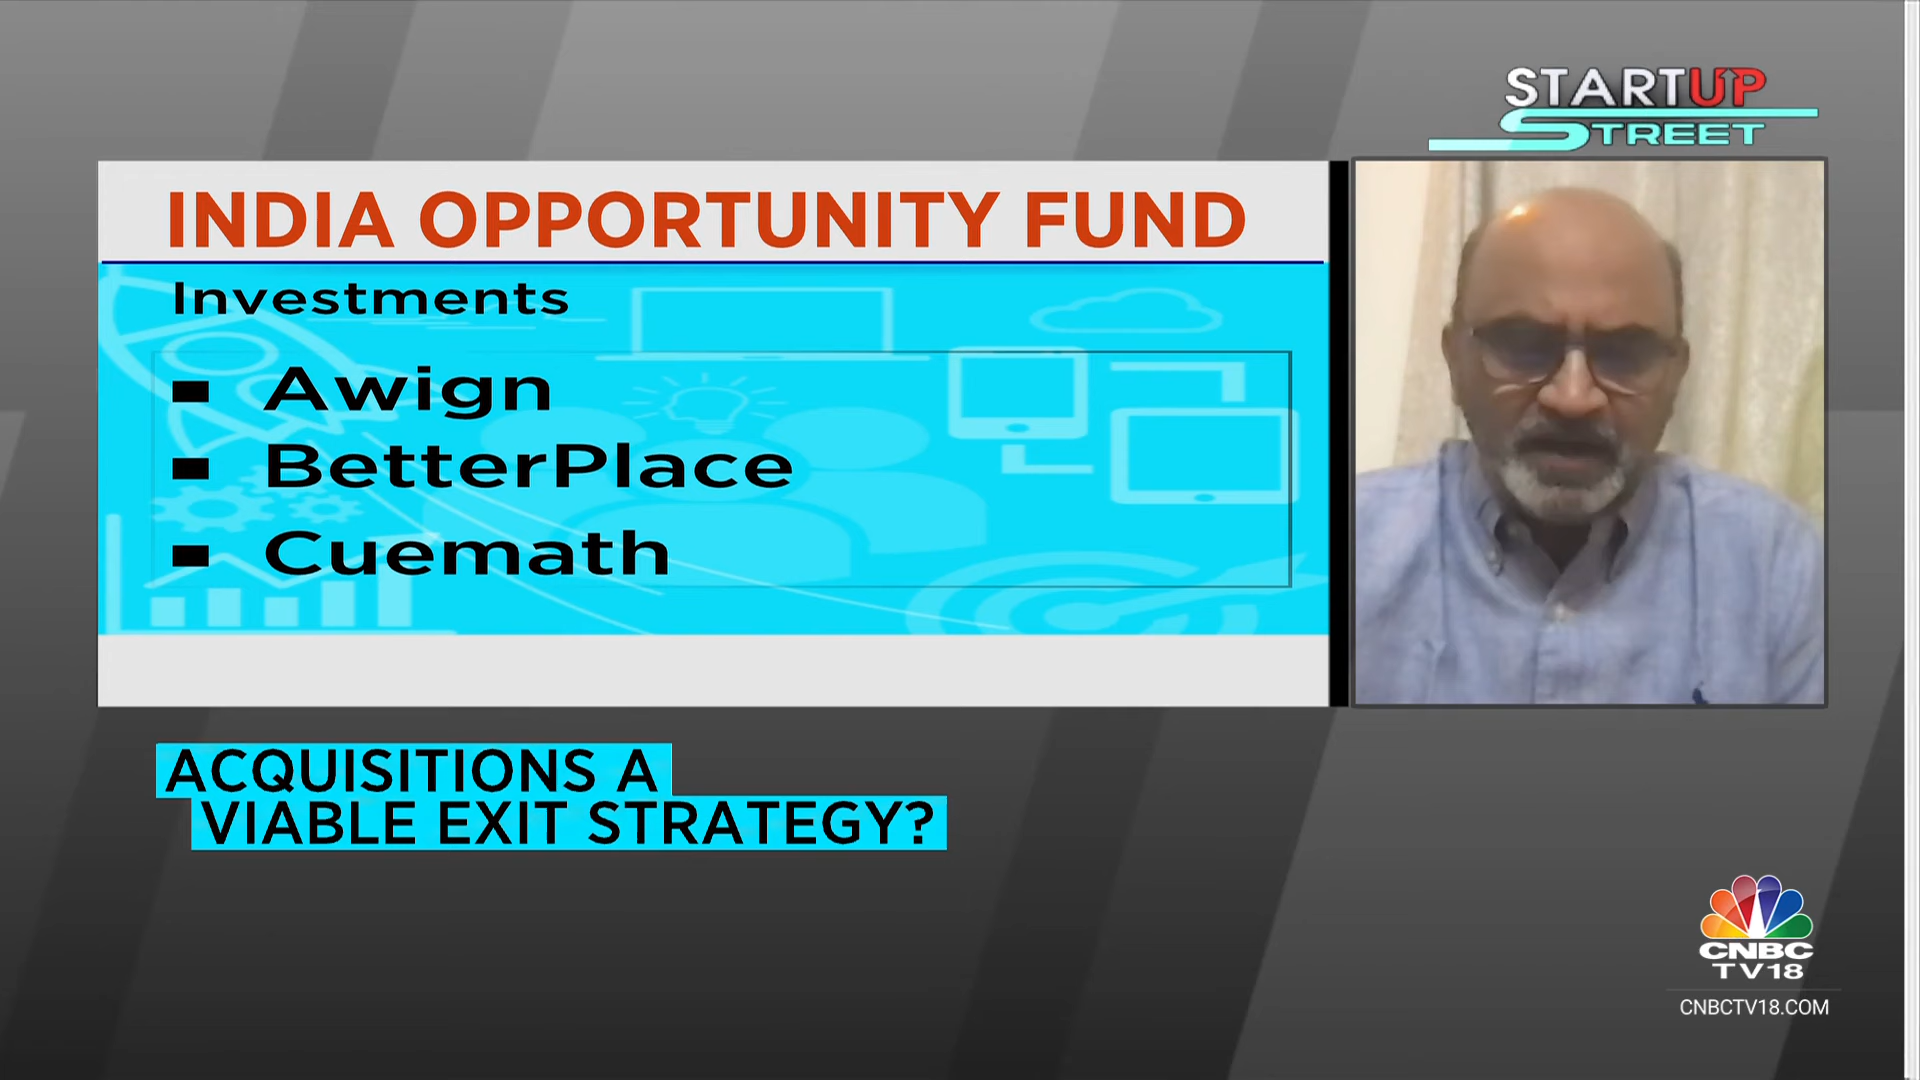 STARTUP
STREET
INDIA OPPORTUNITY FUND
Investments
Awign
BetterPlace
Cuemath
ACQUISITIONS A
VIABLE EXIT STRATEGY?
CNBC
TV18
CNBCTV18.COM